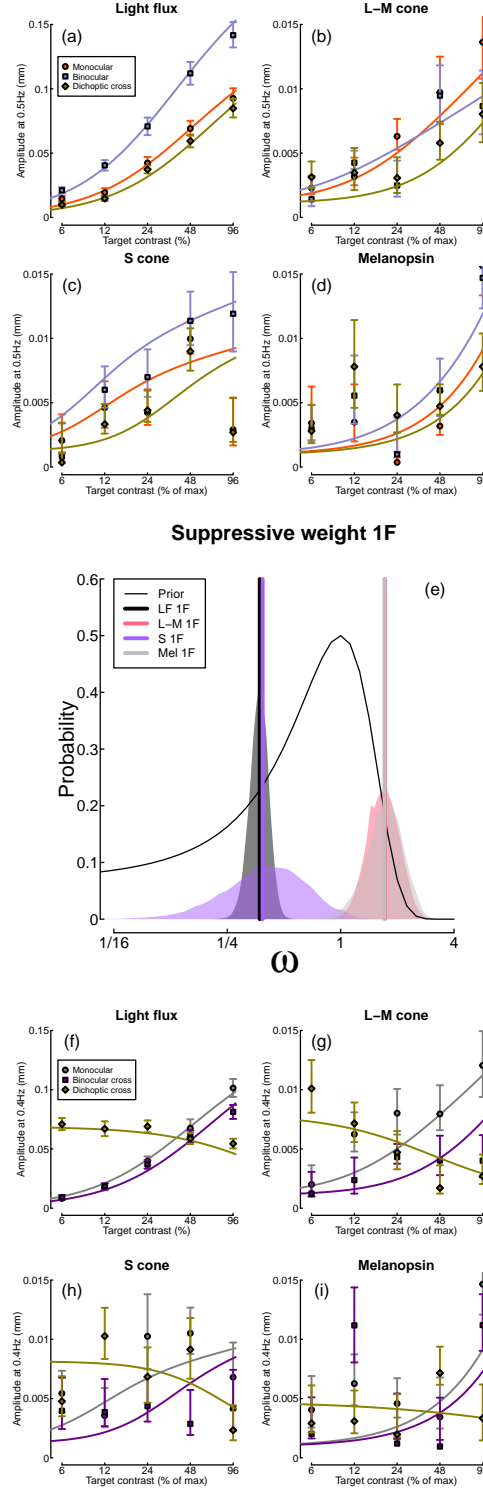 Light flux
L−M cone
(a)
(b)
Monocular
Binocular
Dichoptic cross
Amplitude at 0.5Hz (mm)
0.15
0.1
0.05
0
6 12 24 48 96
Target contrast (%)
Amplitude at 0.5Hz (mm)
0.015
0.01
0.005
0
6 12 24 48 96
Target contrast (% of max)
S cone
Melanopsin
(c)
(d)
Amplitude at 0.5Hz (mm)
0.015
0.01
0.005
0
6 12 24 48 96
Target contrast (% of max)
Amplitude at 0.5Hz (mm)
0.015
0.01
0.005
0
6 12 24 48 9
Target contrast (% of max)
Suppressive weight 1F
(e)
Prior
LF 1F
L−M 1F
S 1F
Mel 1F
Probability
0.6
0.5
0.4
0.3
0.2
0.1
0
1/16 1/4 1 4
ω
Light flux
L−M cone
(f)
(g)
Monocular
Binocular cross
Dichoptic cross
Amplitude at 0.4Hz (mm)
0.15
0.1
0.05
0
6 12 24 48 96
Target contrast (%)
Amplitude at 0.4Hz (mm)
0.015
0.01
0.005
0
6 12 24 48 96
Target contrast (% of max)
S cone
Melanopsin
(h)
(i)
Amplitude at 0.4Hz (mm)
0.015
0.01
0.005
0
6 12 24 48 96
Target contrast (% of max)
Amplitude at 0.4Hz (mm)
0.015
0.01
0.005
0
6 12 24 48 9
Target contrast (% of max)